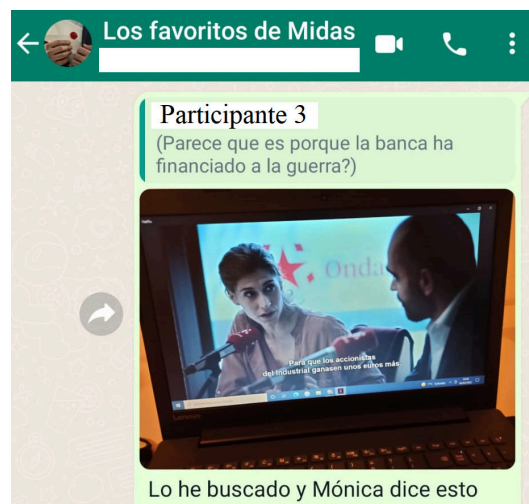 Los favoritos de Midas
Participante 3
(Parece que es porque la banca ha
financiado a la guerra?)
Onda
Para que los accionistas
del Industrial ganasen unos euros más
Lenovo
Lo he buscado y Mónica dice esto